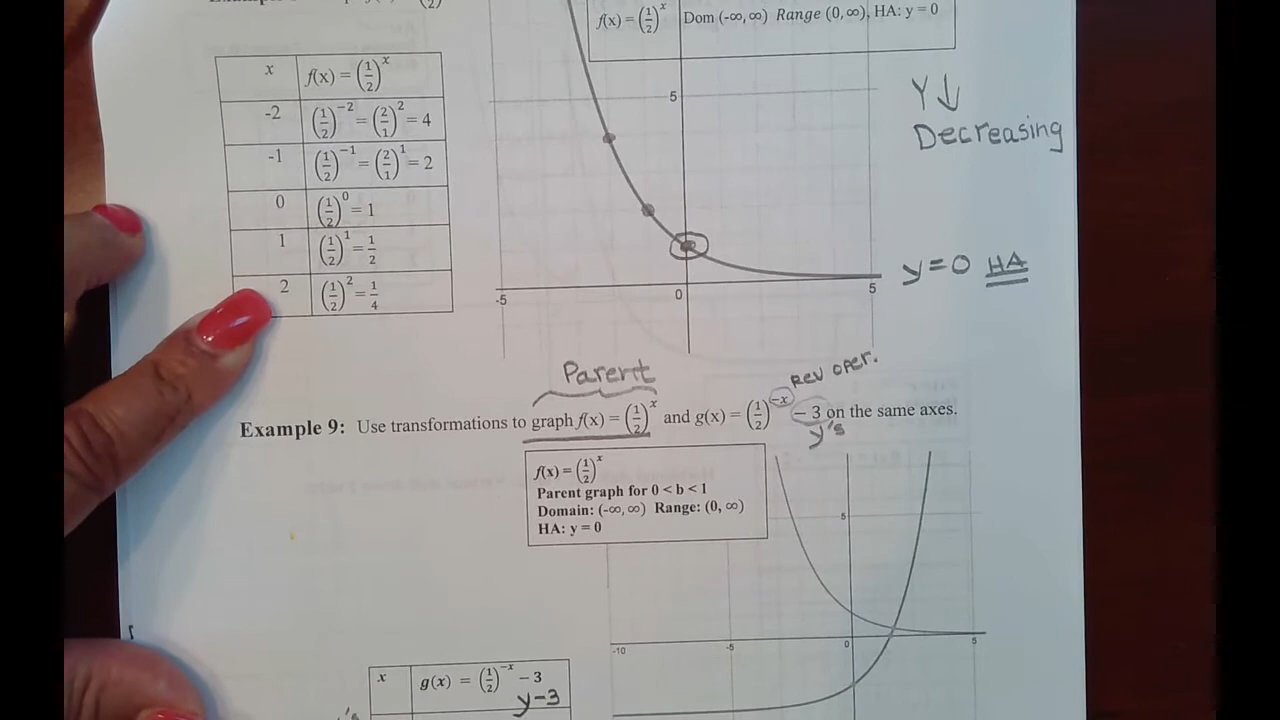 f(x) = (1/2)^x Dom (-∞, ∞) Range (0, ∞), HA: y = 0
x f(x) = (1/2)^x
-2 (1/2)^-2 = (2/1)^2 = 4
-1 (1/2)^-1 = (2/1)^1 = 2
0 (1/2)^0 = 1
1 (1/2)^1 = 1/2
2 (1/2)^2 = 1/4
5
-5 0 5
Y↓
Decreasing
y = 0 HA
Parent
Rev oper.
Example 9: Use transformations to graph f(x) = (1/2)^x and g(x) = (1/2)^-x − 3 on the same axes.
y's
f(x) = (1/2)^x
Parent graph for 0 < b < 1
Domain: (-∞, ∞) Range: (0, ∞)
HA: y = 0
5
-10 -5 0 5
x g(x) = (1/2)^-x − 3
y-3